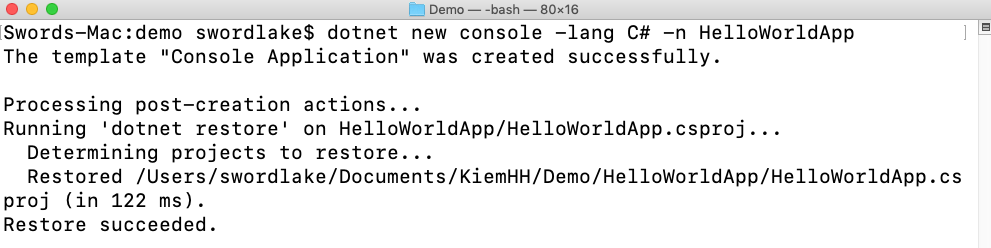 Demo — -bash — 80×16
[Swords-Mac:demo swordlake$ dotnet new console -lang C# -n HelloWorldApp ]
The template "Console Application" was created successfully.
Processing post-creation actions...
Running 'dotnet restore' on HelloWorldApp/HelloWorldApp.csproj...
Determining projects to restore...
Restored /Users/swordlake/Documents/KiemHH/Demo/HelloWorldApp/HelloWorldApp.cs
proj (in 122 ms).
Restore succeeded.